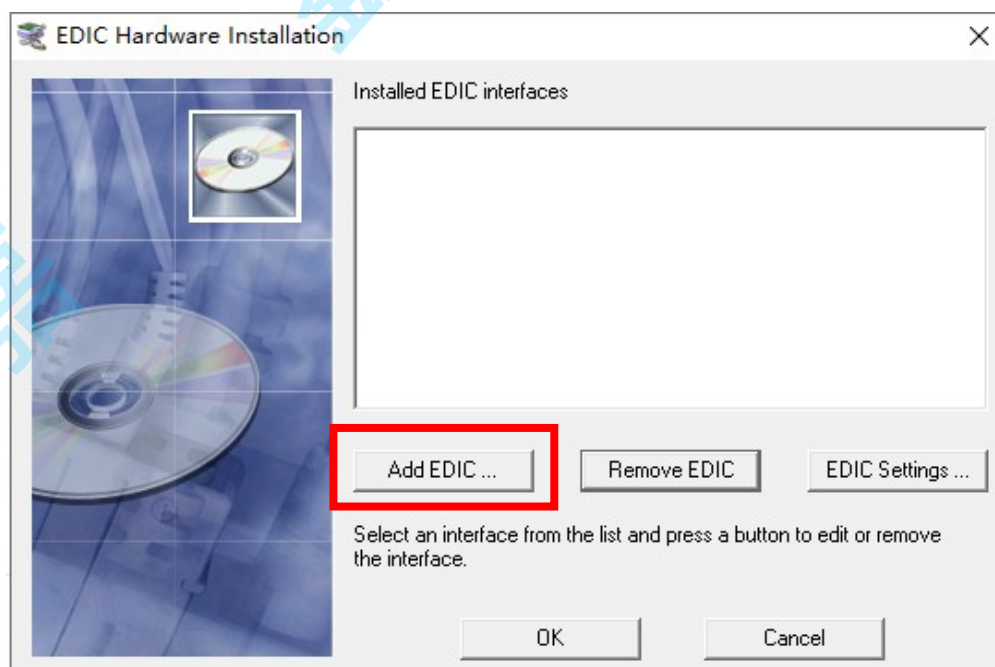 EDIC Hardware Installation
Installed EDIC interfaces
Add EDIC ...
Remove EDIC
EDIC Settings ...
Select an interface from the list and press a button to edit or remove
the interface.
OK
Cancel